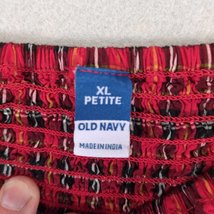 XL
PETITE
OLD NAVY
MADE IN INDIA